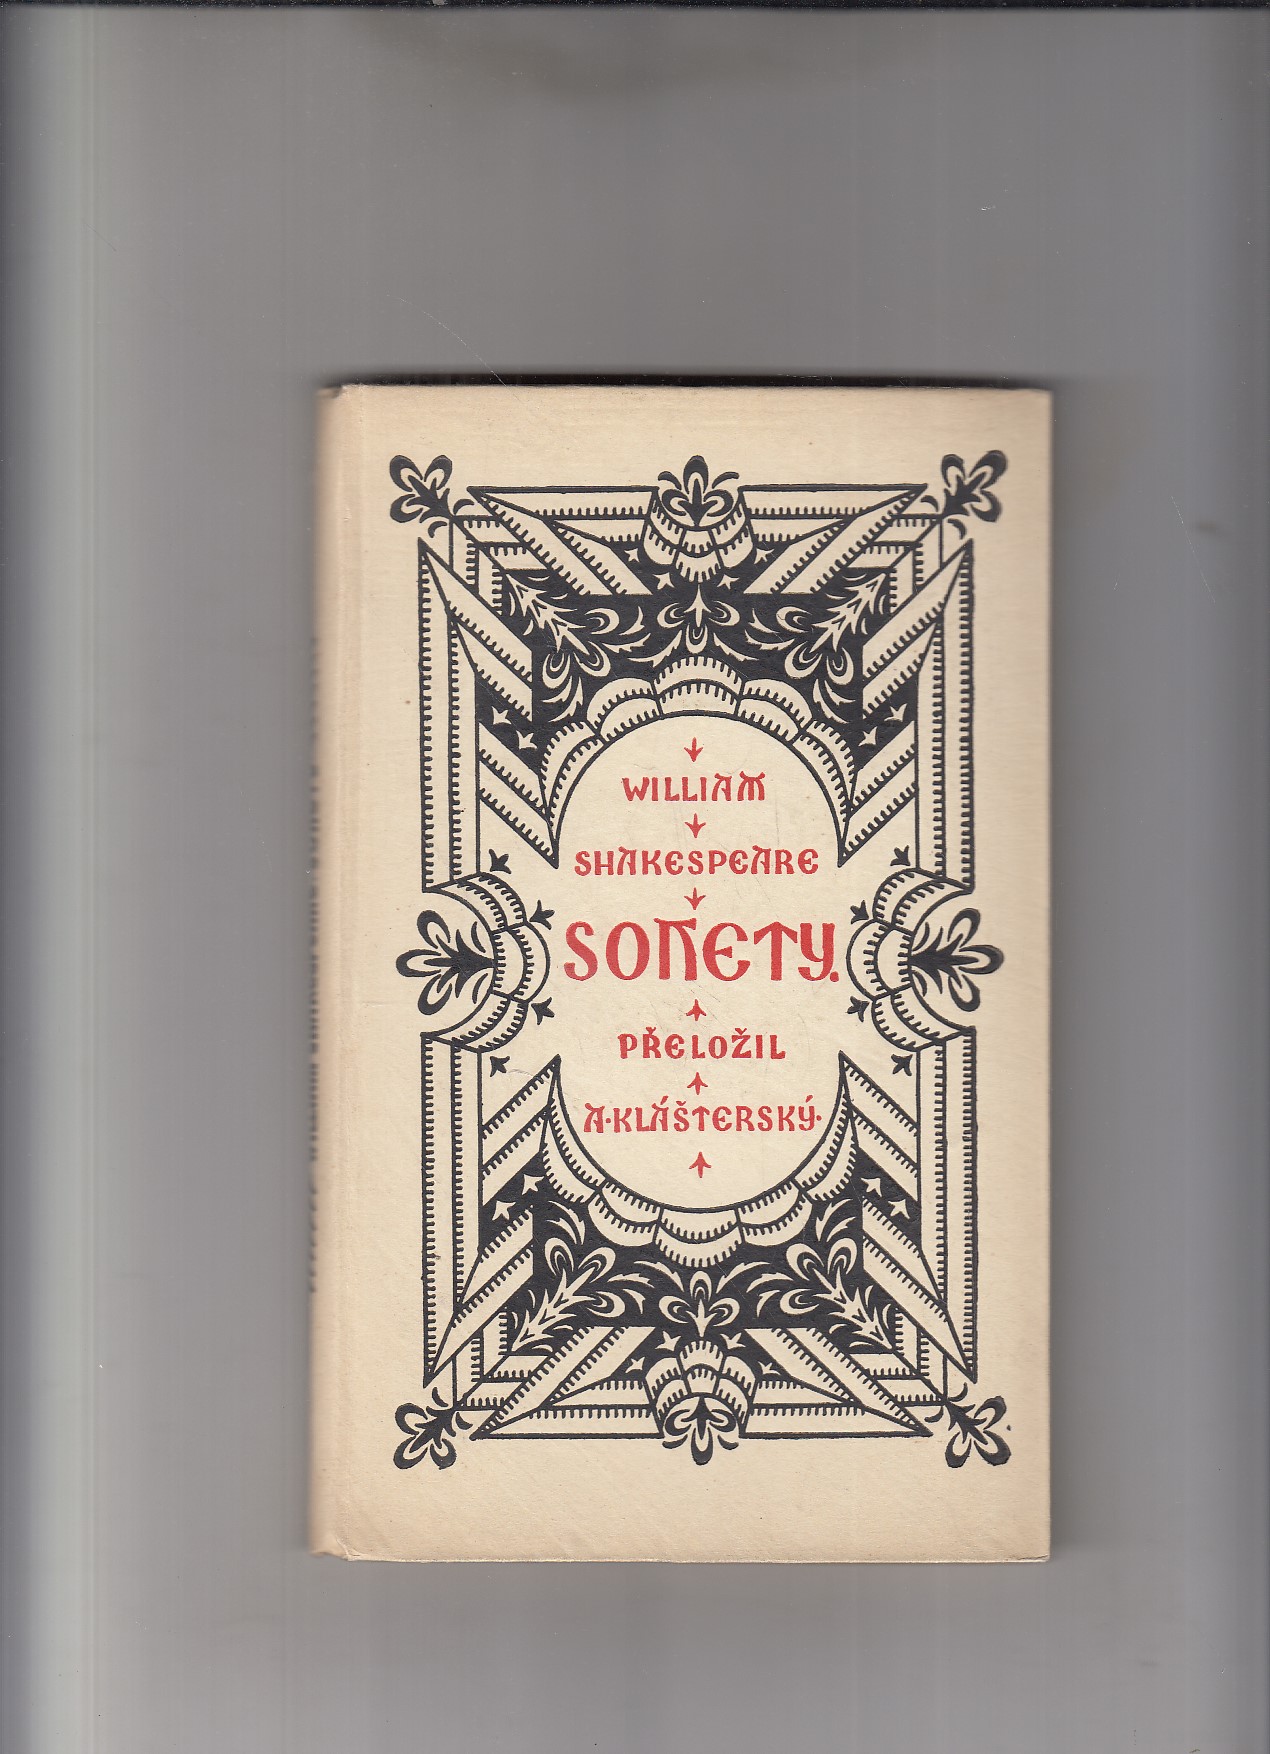 WILLIAM
SHAKESPEARE
SONETY.
PŘELOŽIL
A·KLÁŠTERSKÝ·